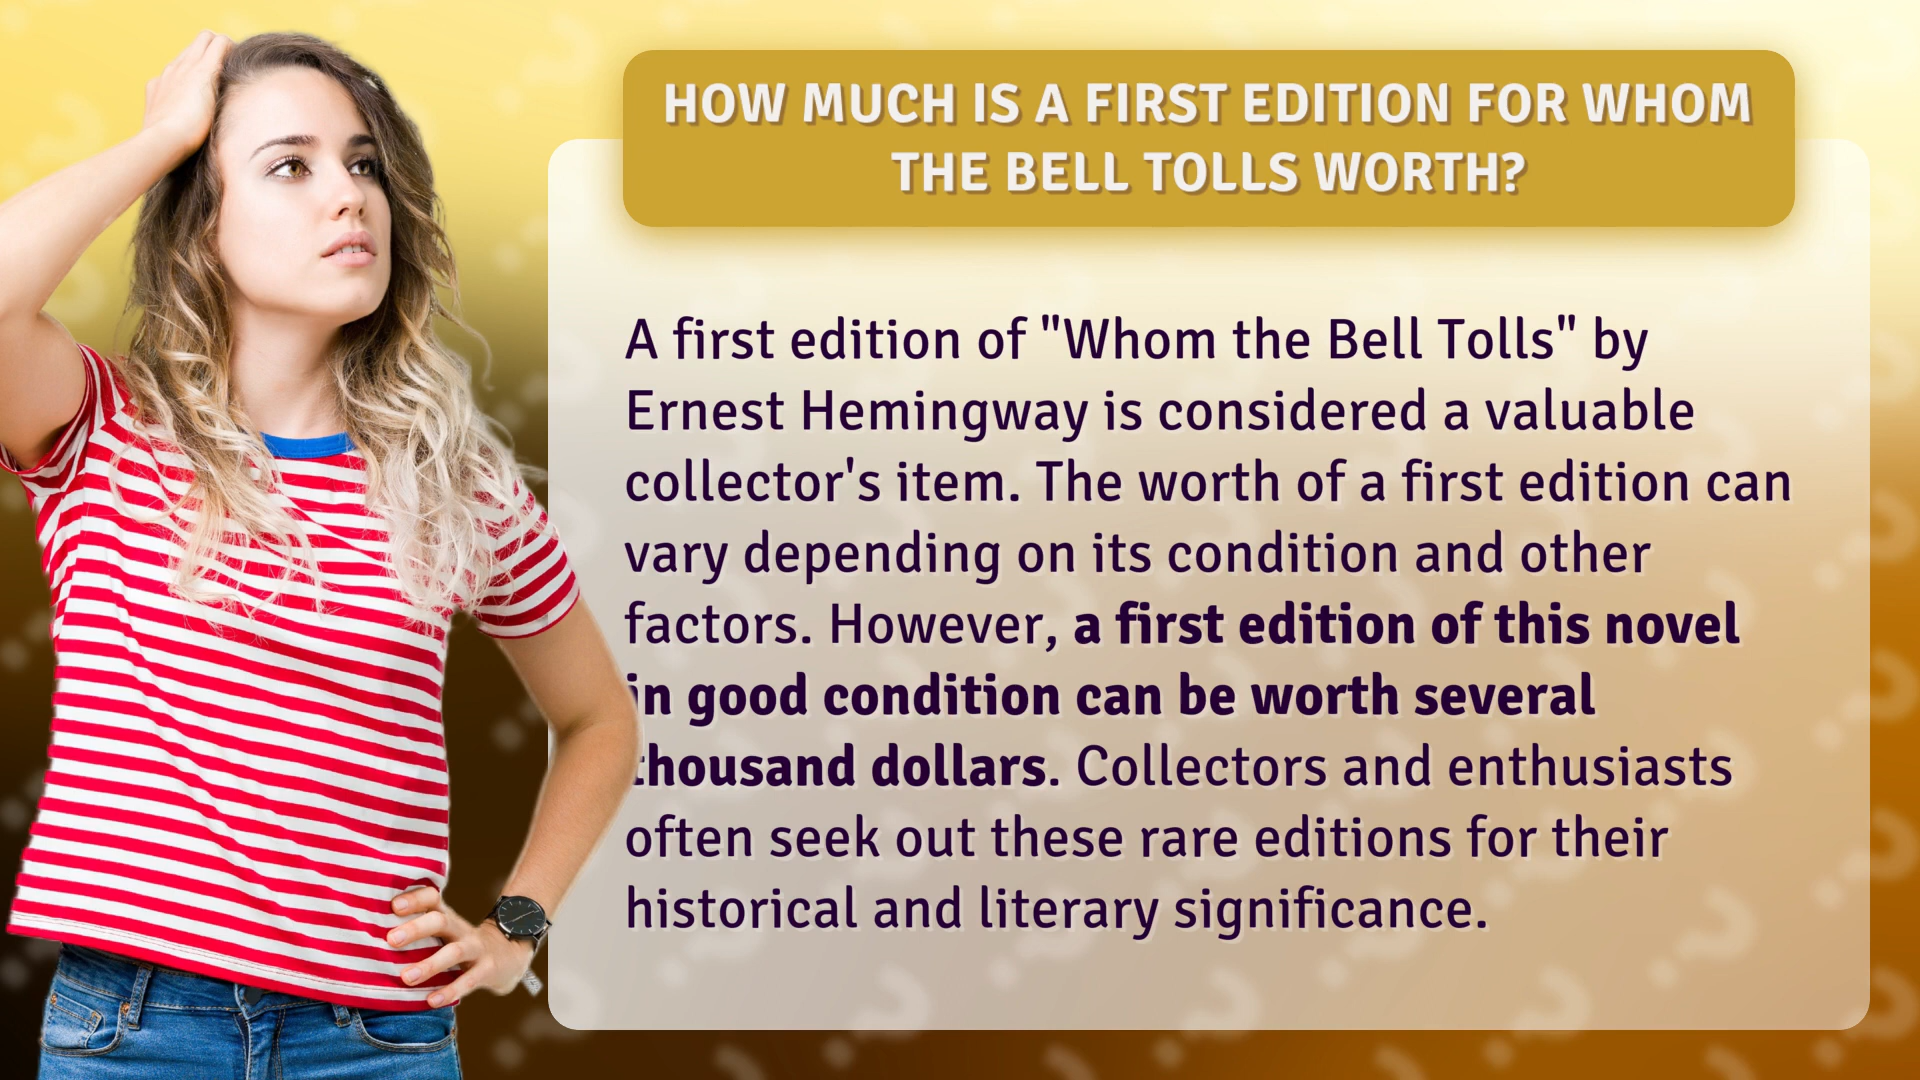 HOW MUCH IS A FIRST EDITION FOR WHOM
THE BELL TOLLS WORTH?
A first edition of "Whom the Bell Tolls" by
Ernest Hemingway is considered a valuable
collector's item. The worth of a first edition can
vary depending on its condition and other
factors. However, a first edition of this novel
in good condition can be worth several
thousand dollars. Collectors and enthusiasts
often seek out these rare editions for their
historical and literary significance.